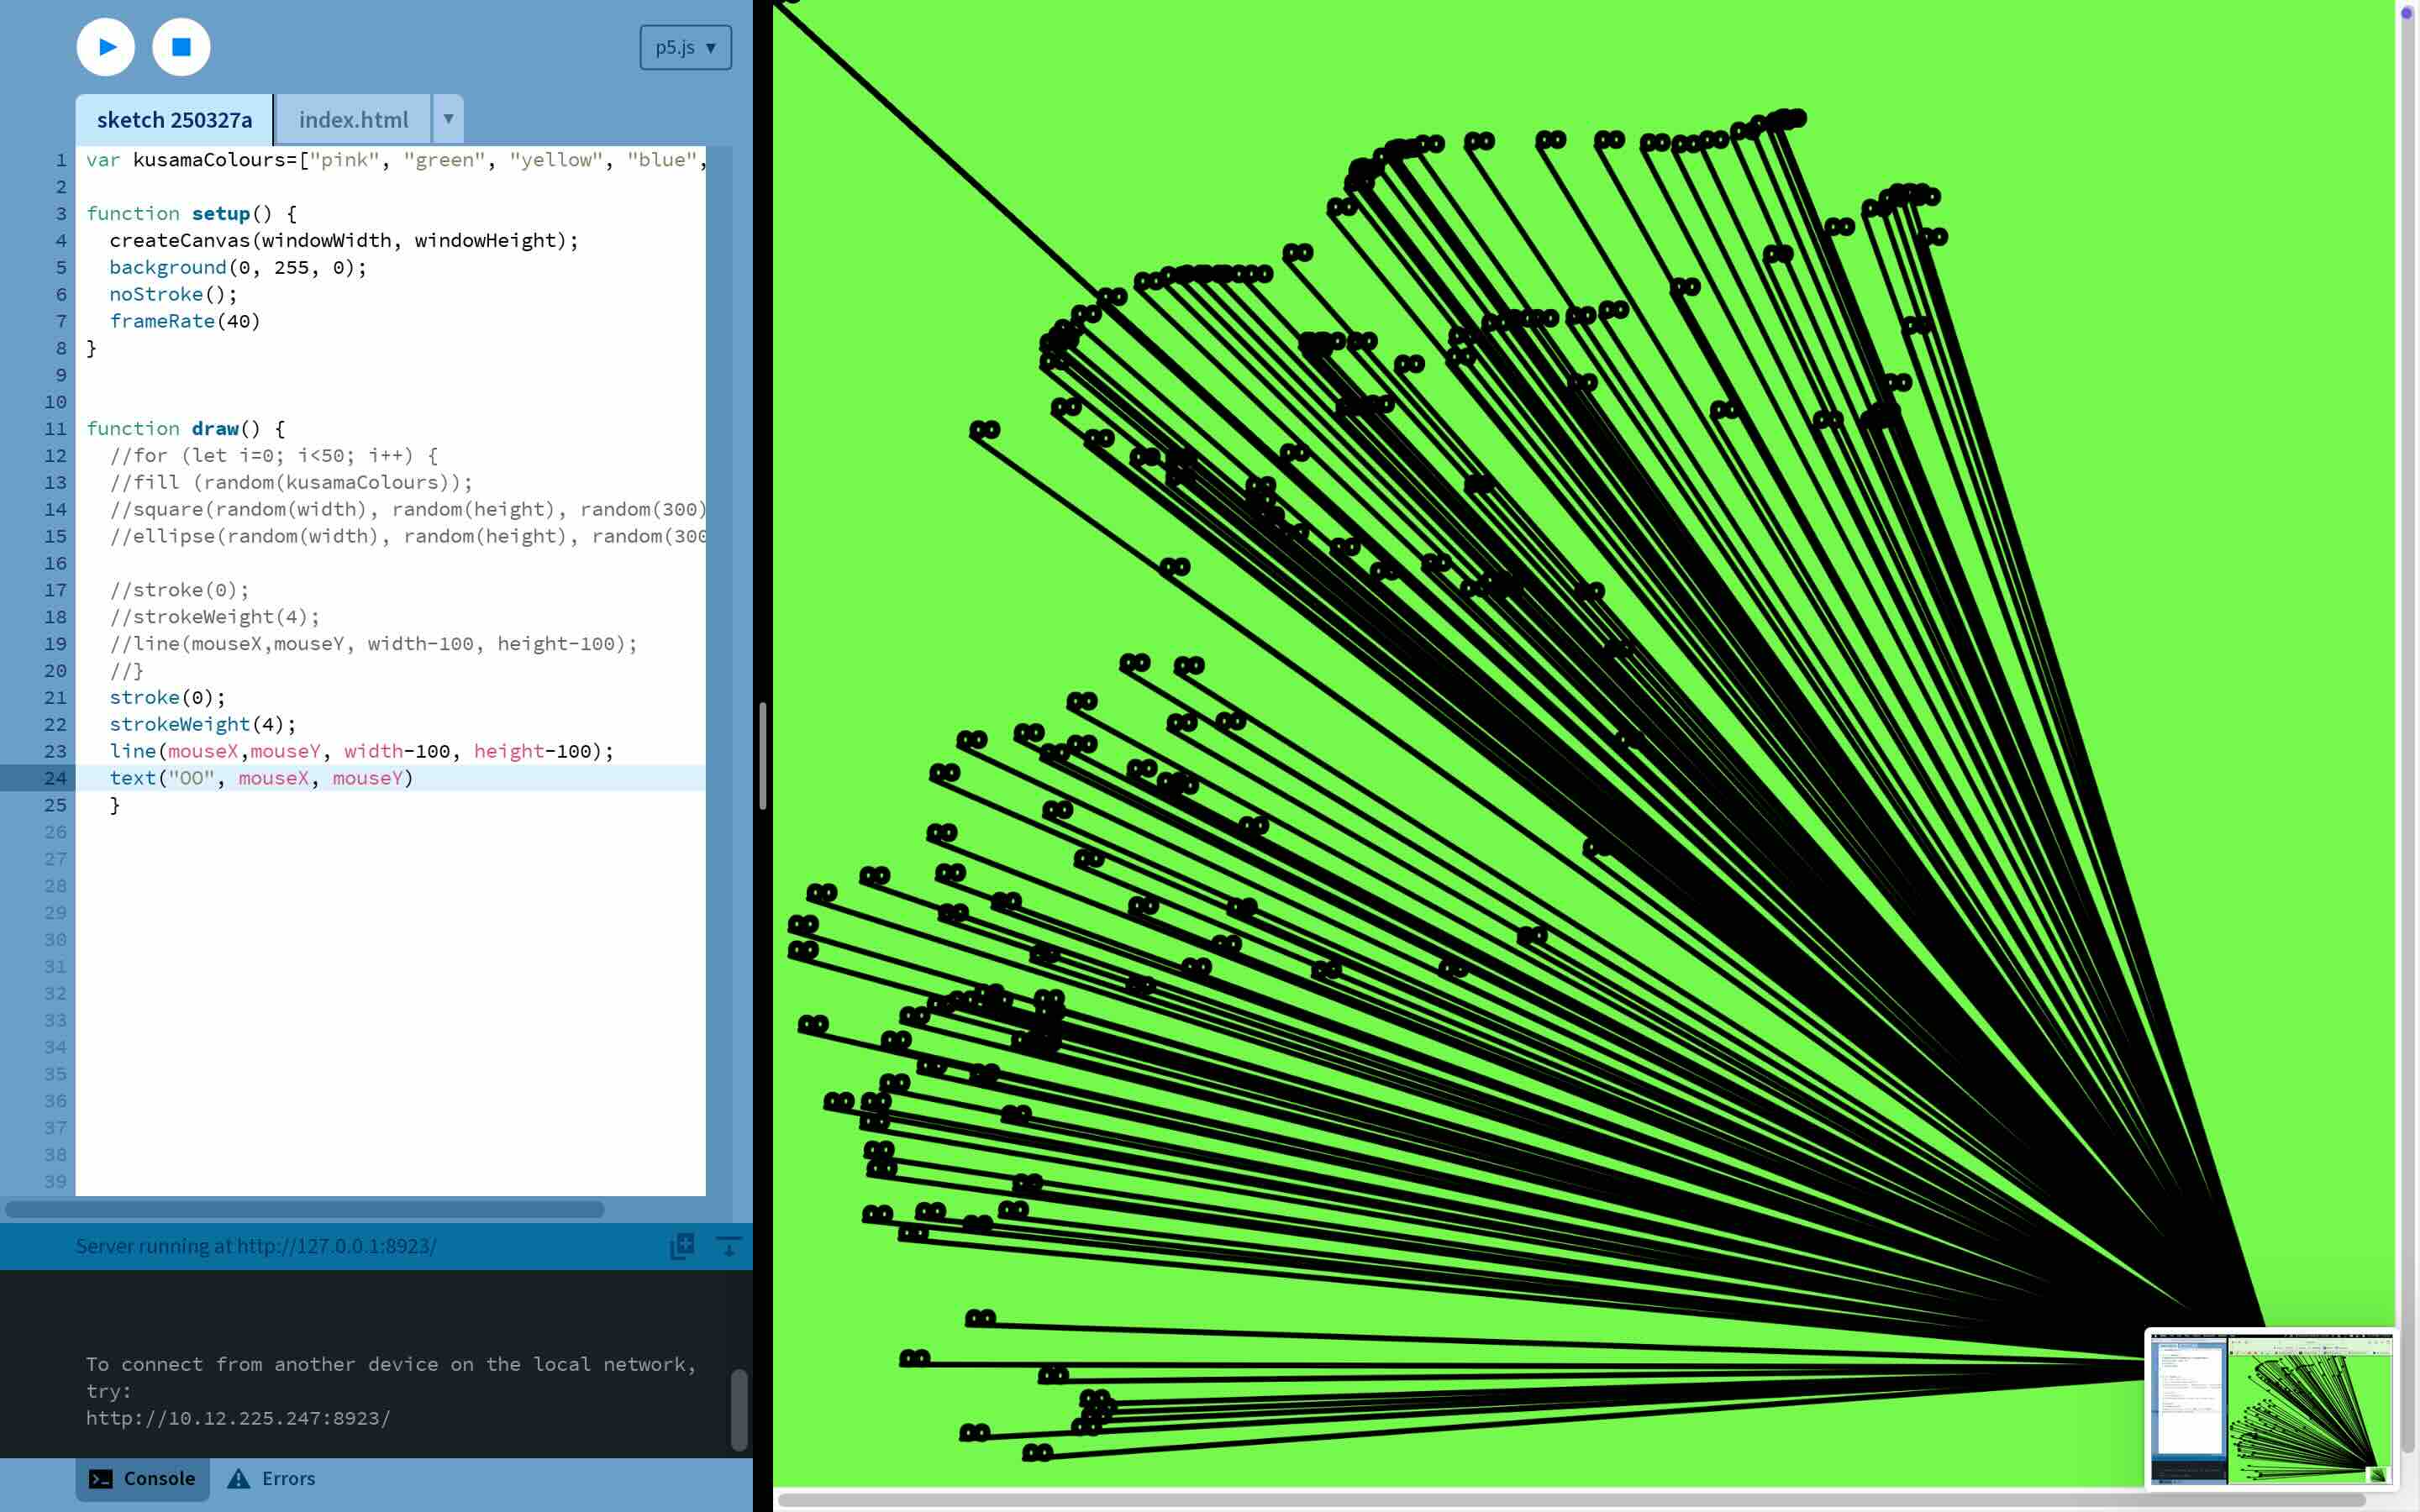 p5.js ▼
sketch 250327a
index.html
▼
1 var kusamaColours=["pink", "green", "yellow", "blue",
2
3 function setup() {
4 createCanvas(windowWidth, windowHeight);
5 background(0, 255, 0);
6 noStroke();
7 frameRate(40)
8 }
9
10
11 function draw() {
12 //for (let i=0; i<50; i++) {
13 //fill (random(kusamaColours));
14 //square(random(width), random(height), random(300)
15 //ellipse(random(width), random(height), random(300
16
17 //stroke(0);
18 //strokeWeight(4);
19 //line(mouseX,mouseY, width-100, height-100);
20 //}
21 stroke(0);
22 strokeWeight(4);
23 line(mouseX,mouseY, width-100, height-100);
24 text("OO", mouseX, mouseY)
25 }
26
27
28
29
30
31
32
33
34
35
36
37
38
39
Server running at http://127.0.0.1:8923/
To connect from another device on the local network,
try:
http://10.12.225.247:8923/
Console
Errors